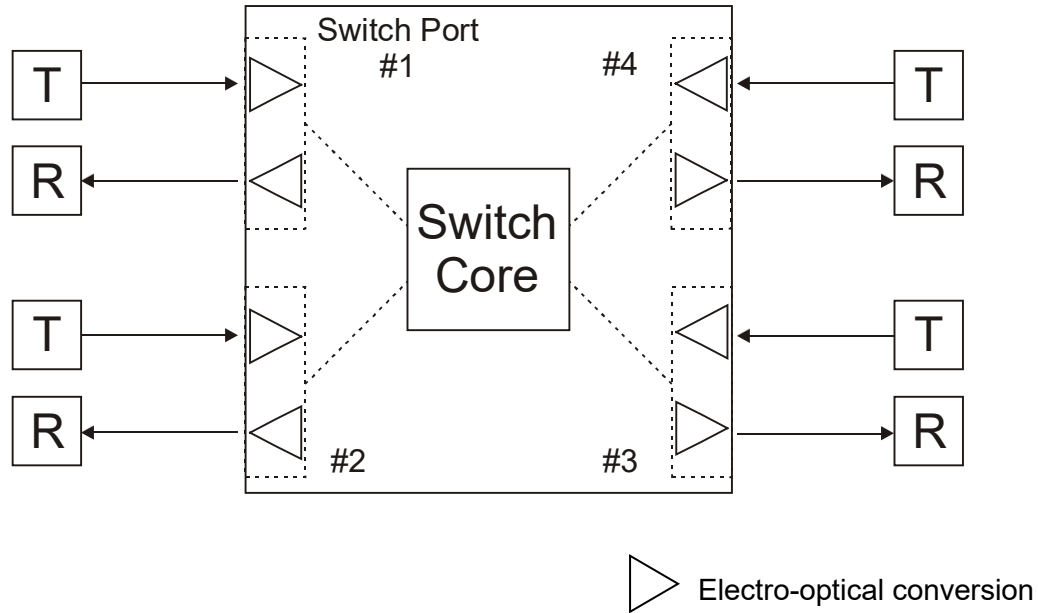 Switch Port
#1
#4
T
T
R
R
Switch
Core
T
T
R
R
#2
#3
Electro-optical conversion